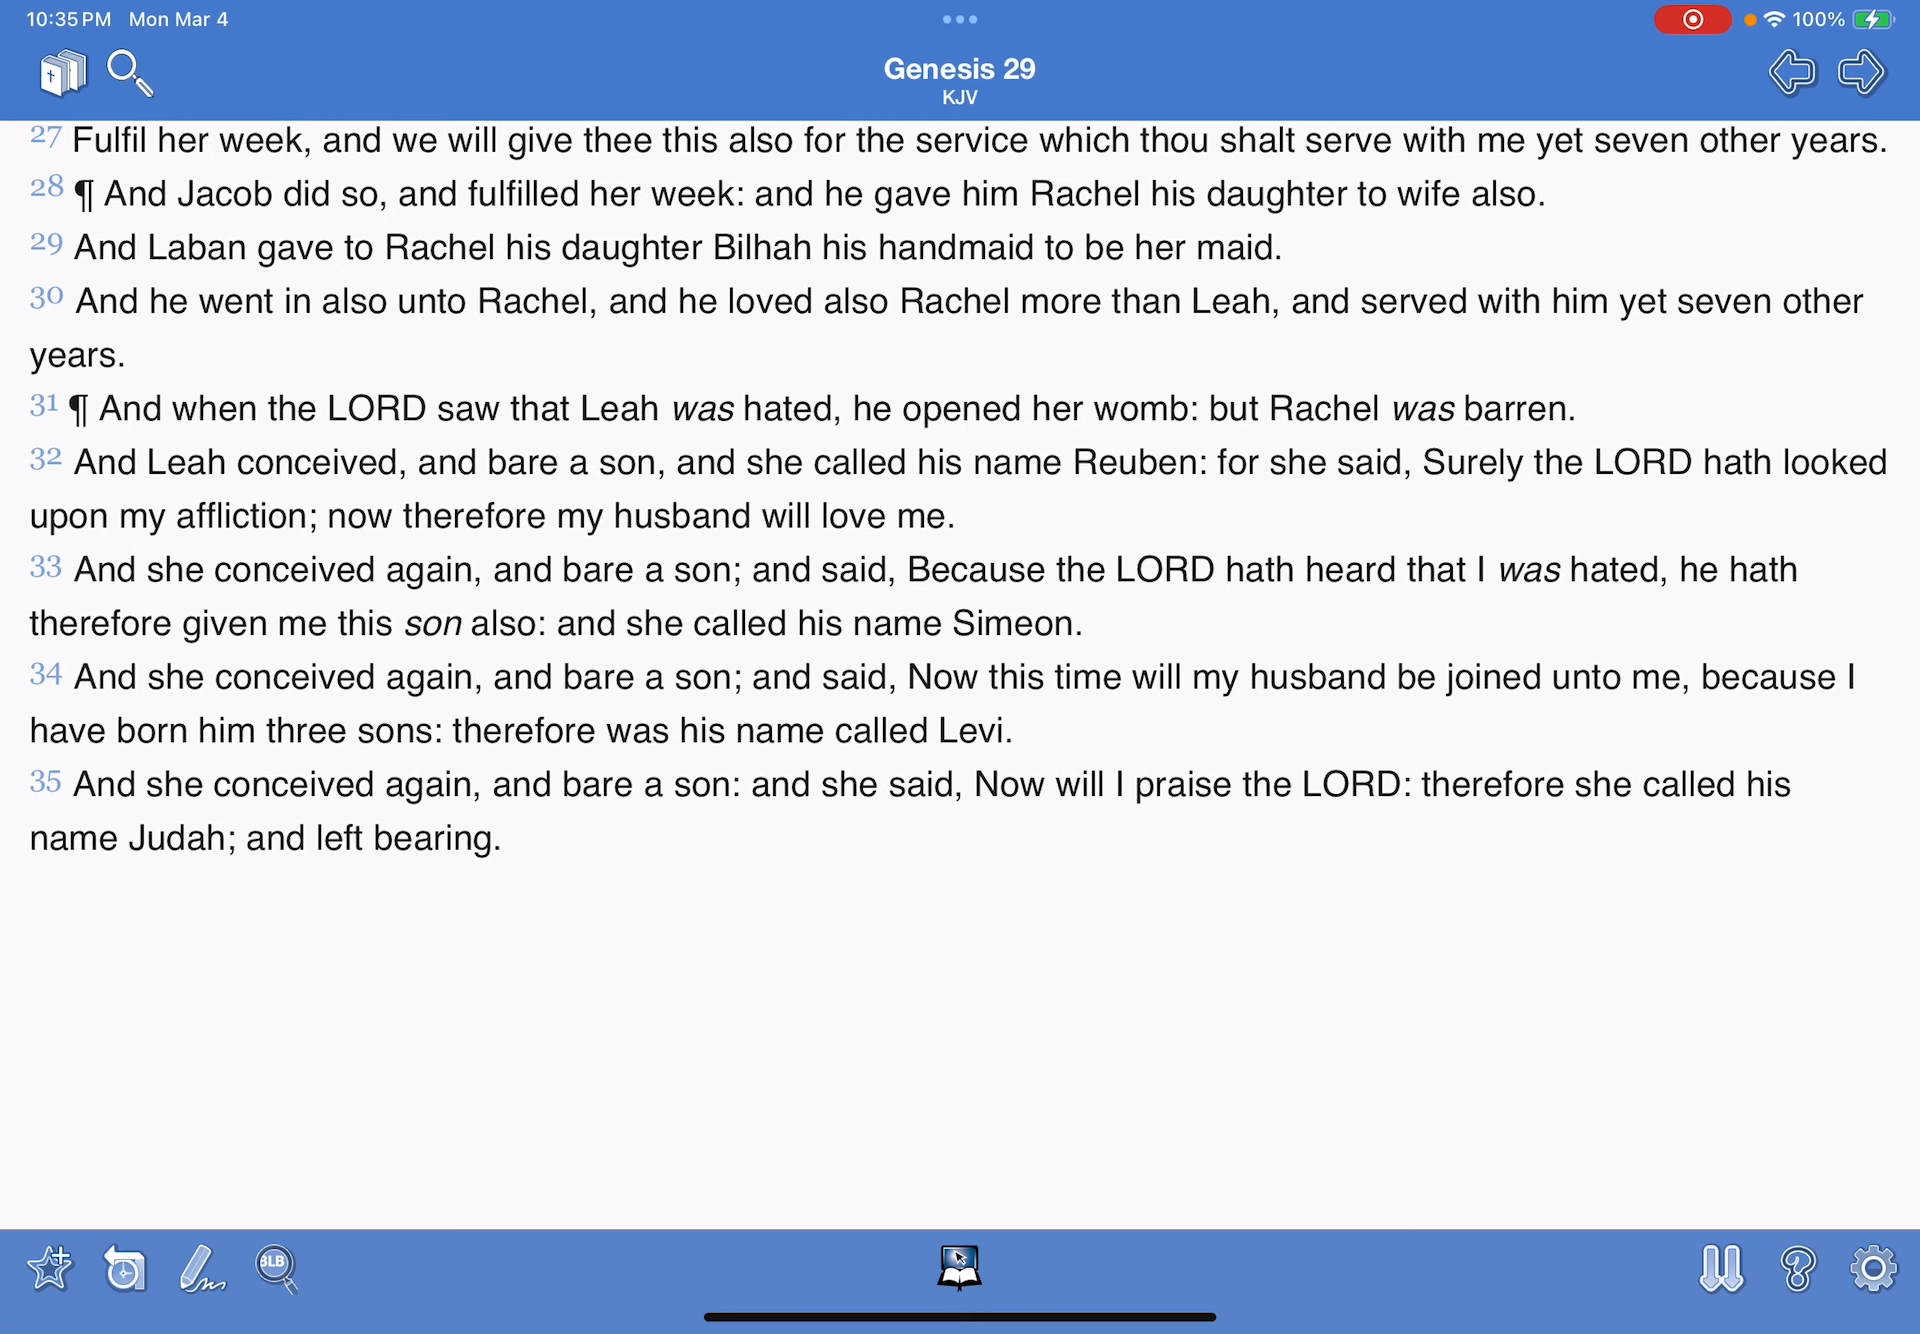 10:35 PM Mon Mar 4
100%
Genesis 29
KJV
27 Fulfil her week, and we will give thee this also for the service which thou shalt serve with me yet seven other years.
28 ¶ And Jacob did so, and fulfilled her week: and he gave him Rachel his daughter to wife also.
29 And Laban gave to Rachel his daughter Bilhah his handmaid to be her maid.
30 And he went in also unto Rachel, and he loved also Rachel more than Leah, and served with him yet seven other
years.
31 ¶ And when the LORD saw that Leah was hated, he opened her womb: but Rachel was barren.
32 And Leah conceived, and bare a son, and she called his name Reuben: for she said, Surely the LORD hath looked
upon my affliction; now therefore my husband will love me.
33 And she conceived again, and bare a son; and said, Because the LORD hath heard that I was hated, he hath
therefore given me this son also: and she called his name Simeon.
34 And she conceived again, and bare a son; and said, Now this time will my husband be joined unto me, because I
have born him three sons: therefore was his name called Levi.
35 And she conceived again, and bare a son: and she said, Now will I praise the LORD: therefore she called his
name Judah; and left bearing.
BLB